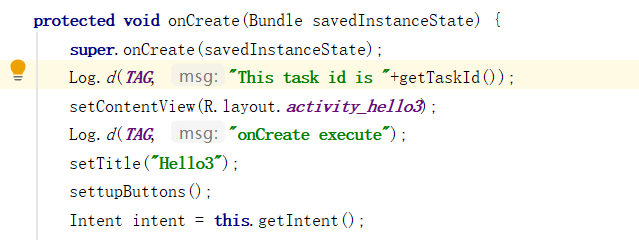 protected void onCreate(Bundle savedInstanceState) {
super.onCreate(savedInstanceState);
Log.d(TAG, msg: "This task id is "+getTaskId());
setContentView(R.layout.activity_hello3);
Log.d(TAG, msg: "onCreate execute");
setTitle("Hello3");
settupButtons();
Intent intent = this.getIntent();